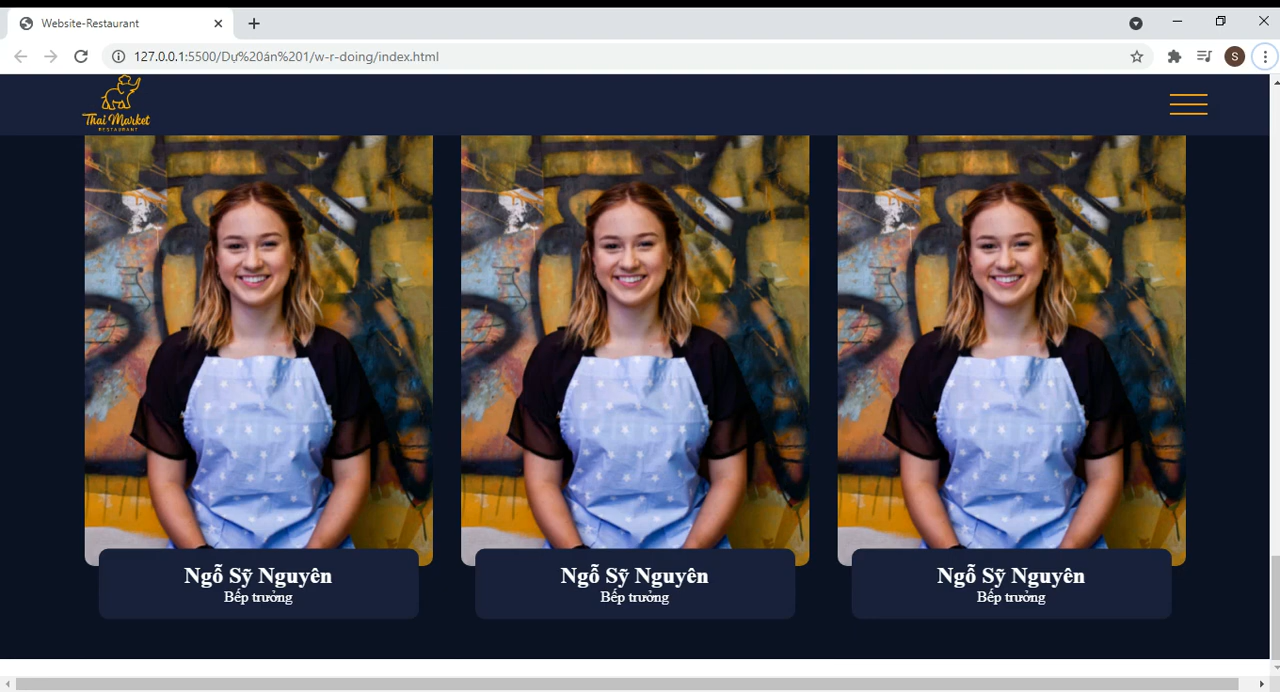 Website-Restaurant
127.0.0.1:5500/Dự%20án%201/w-r-doing/index.html
S
Thai Market
RESTAURANT
Ngỗ Sỹ Nguyên
Bếp trưởng
Ngỗ Sỹ Nguyên
Bếp trưởng
Ngỗ Sỹ Nguyên
Bếp trưởng